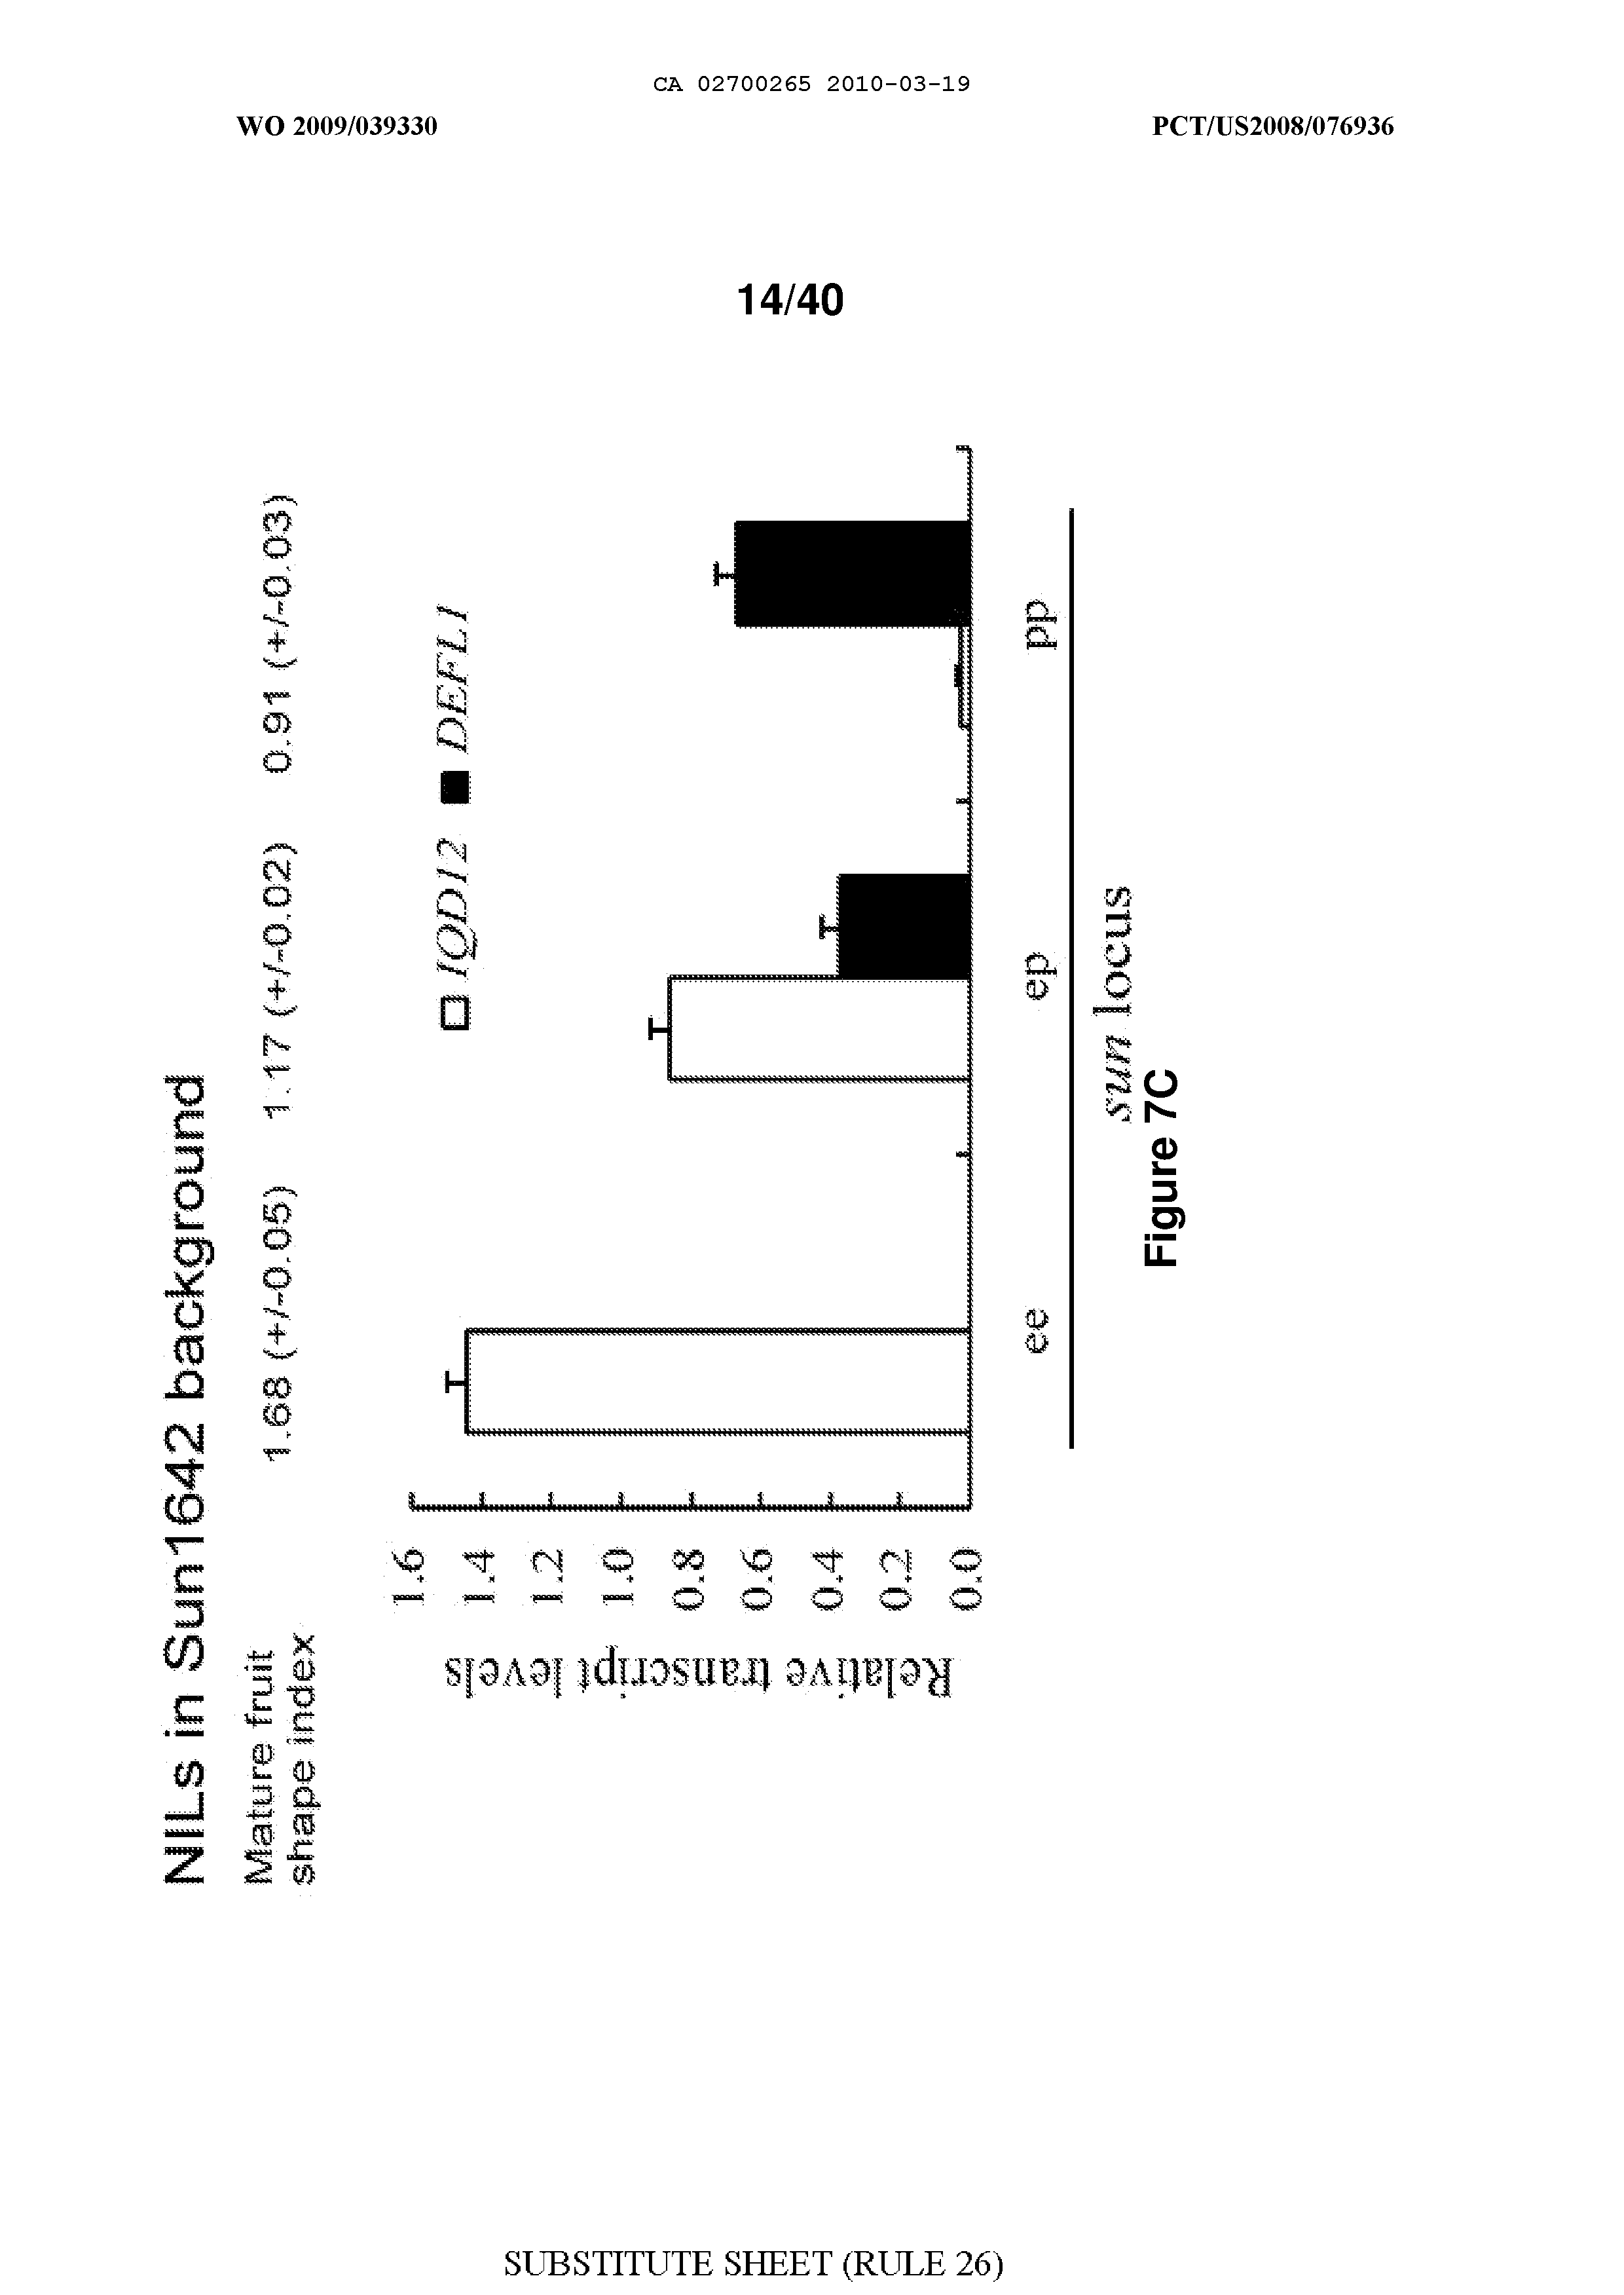 CA 02700265 2010-03-19
WO 2009/039330 PCT/US2008/076936
14/40
NILs in Sun1642 background
Mature fruit
shape index
1.68 (+/-0.05) 1.17 (+/-0.02) 0.91 (+/-0.03)
IQD12 DEFL1
Relative transcript levels
1.6
1.4
1.2
1.0
0.8
0.6
0.4
0.2
0.0
ee ep pp
sun locus
Figure 7C
SUBSTITUTE SHEET (RULE 26)